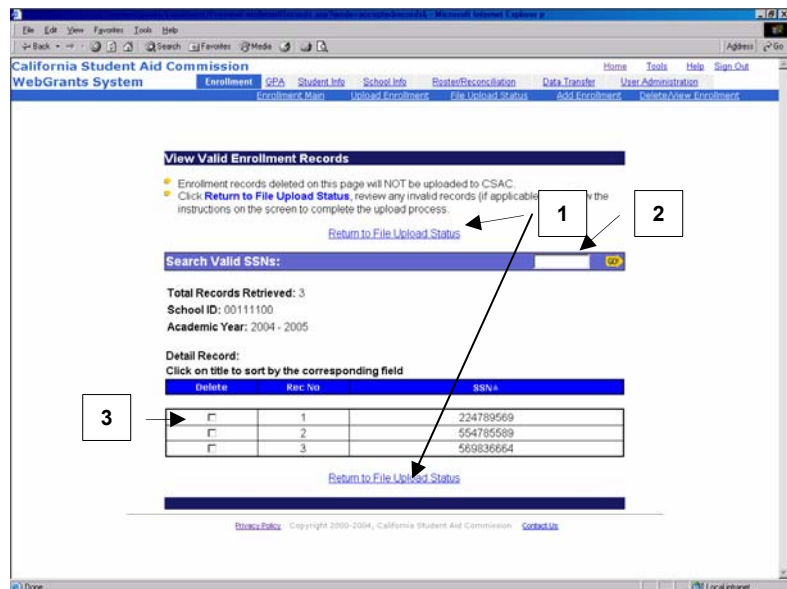 Microsoft Internet Explorer p
File Edit View Favorites Tools Help
Back Search Favorites Media Address Go
California Student Aid Commission
Home Tools Help Sign Out
WebGrants System
Enrollment GPA Student Info School Info Roster/Reconciliation Data Transfer User Administration
Enrollment Main Upload Enrollment File Upload Status Add Enrollment Delete/View Enrollment
View Valid Enrollment Records
Enrollment records deleted on this page will NOT be uploaded to CSAC.
Click Return to File Upload Status, review any invalid records (if applicable the
instructions on the screen to complete the upload process.
1
2
Return to File Upload Status
Search Valid SSNs: GO!
Total Records Retrieved: 3
School ID: 00111100
Academic Year: 2004 - 2005
Detail Record:
Click on title to sort by the corresponding field
Delete Rec No SSN
3
1 224789569
2 554785589
3 569836664
Return to File Upload Status
Privacy Policy Copyright 2000-2004, California Student Aid Commission Contact Us
Done Local intranet